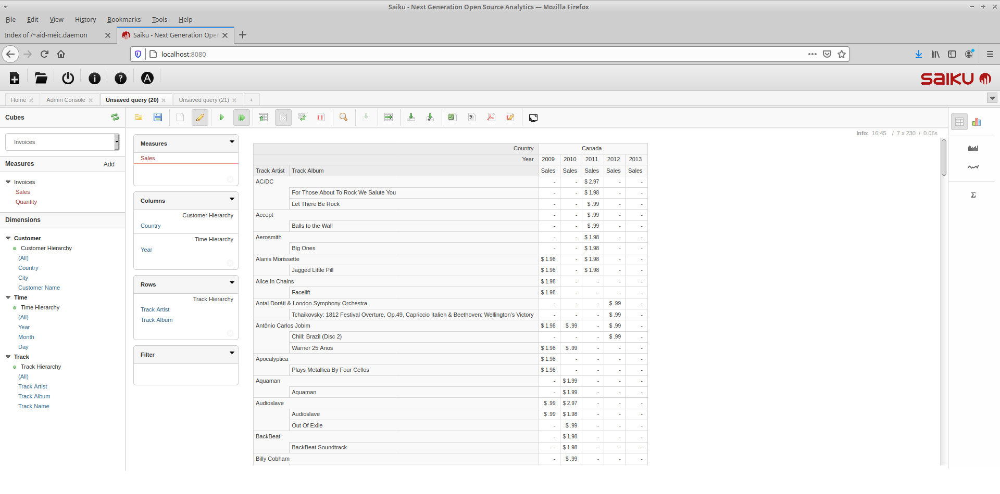 Saiku - Next Generation Open Source Analytics — Mozilla Firefox
File Edit View History Bookmarks Tools Help
Index of /~aid-meic.daemon
Saiku - Next Generation Oper
localhost:8080
saiku
Home Admin Console Unsaved query (20) Unsaved query (21) +
Cubes
Invoices
Measures Add
Invoices
Sales
Quantity
Dimensions
Customer
Customer Hierarchy
(All)
Country
City
Customer Name
Time
Time Hierarchy
(All)
Year
Month
Day
Track
Track Hierarchy
(All)
Track Artist
Track Album
Track Name
Measures
Sales
Columns
Customer Hierarchy
Country
Time Hierarchy
Year
Rows
Track Hierarchy
Track Artist
Track Album
Filter
Info: 16:45 / 7 x 230 / 0.06s
Country Canada
Year 2009 2010 2011 2012 2013
Track Artist Track Album Sales Sales Sales Sales Sales
AC/DC - - $ 2.97 - -
For Those About To Rock We Salute You - - $ 1.98 - -
Let There Be Rock - - $ .99 - -
Accept - - $ .99 - -
Balls to the Wall - - $ .99 - -
Aerosmith - - $ 1.98 - -
Big Ones - - $ 1.98 - -
Alanis Morissette $ 1.98 - $ 1.98 - -
Jagged Little Pill $ 1.98 - $ 1.98 - -
Alice In Chains $ 1.98 - - - -
Facelift $ 1.98 - - - -
Antal Doráti & London Symphony Orchestra - - - $ .99 -
Tchaikovsky: 1812 Festival Overture, Op.49, Capriccio Italien & Beethoven: Wellington's Victory - - - $ .99 -
Antônio Carlos Jobim $ 1.98 $ .99 - $ .99 -
Chill: Brazil (Disc 2) - - - $ .99 -
Warner 25 Anos $ 1.98 $ .99 - - -
Apocalyptica $ 1.98 - - - -
Plays Metallica By Four Cellos $ 1.98 - - - -
Aquaman - $ 1.99 - - -
Aquaman - $ 1.99 - - -
Audioslave $ .99 $ 2.97 - - -
Audioslave $ .99 $ 1.98 - - -
Out Of Exile - $ .99 - - -
BackBeat - $ 1.98 - - -
BackBeat Soundtrack - $ 1.98 - - -
Billy Cobham - $ .99 - - -
Σ